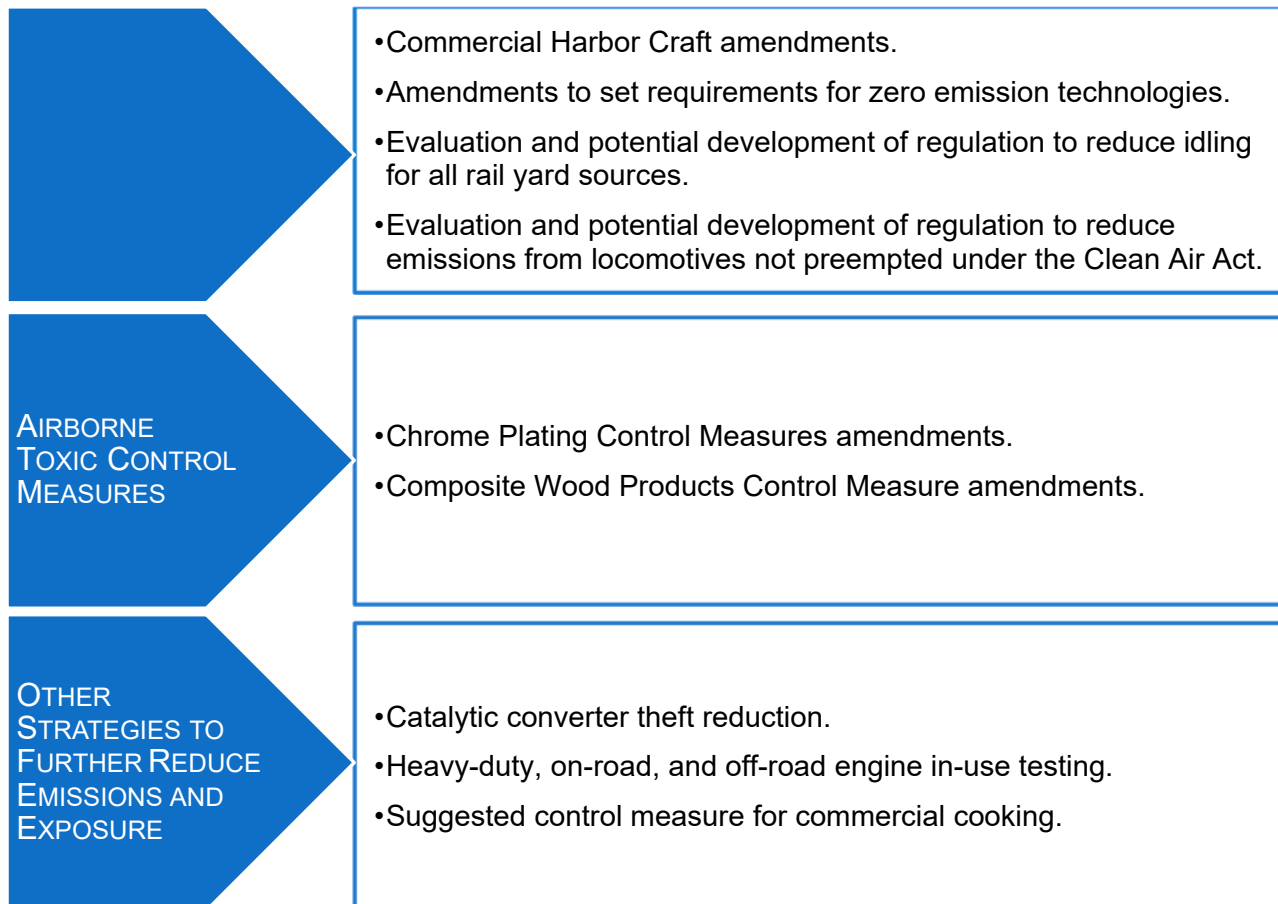 •Commercial Harbor Craft amendments.
•Amendments to set requirements for zero emission technologies.
•Evaluation and potential development of regulation to reduce idling
for all rail yard sources.
•Evaluation and potential development of regulation to reduce
emissions from locomotives not preempted under the Clean Air Act.
AIRBORNE
TOXIC CONTROL
MEASURES
•Chrome Plating Control Measures amendments.
•Composite Wood Products Control Measure amendments.
OTHER
STRATEGIES TO
FURTHER REDUCE
EMISSIONS AND
EXPOSURE
•Catalytic converter theft reduction.
•Heavy-duty, on-road, and off-road engine in-use testing.
•Suggested control measure for commercial cooking.